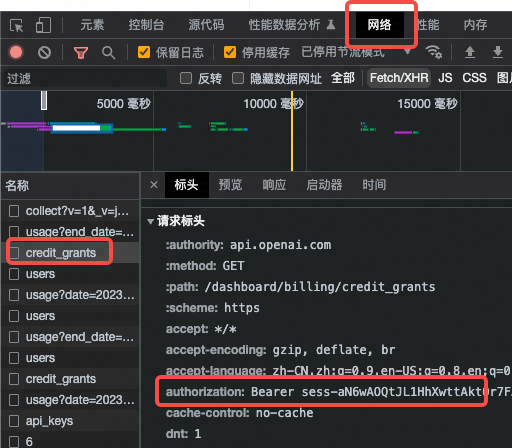 元素 控制台 源代码 性能数据分析 网络 性能 内存
保留日志 停用缓存 已停用节流模式
过滤 反转 隐藏数据网址 全部 Fetch/XHR JS CSS
5000 毫秒 10000 毫秒 15000 毫秒
名称 × 标头 预览 响应 启动器 时间
collect?v=1&_v=j...
usage?end_date=...
credit_grants
users
usage?date=2023...
users
usage?end_date=...
users
credit_grants
usage?date=2023...
api_keys
6
请求标头
:authority: api.openai.com
:method: GET
:path: /dashboard/billing/credit_grants
:scheme: https
accept: */*
accept-encoding: gzip, deflate, br
accept-language: zh-CN,zh;q=0.9,en-US;q=0.8,en;q=0
authorization: Bearer sess-aN6wAOQtJL1HhXwttAkt
cache-control: no-cache
dnt: 1